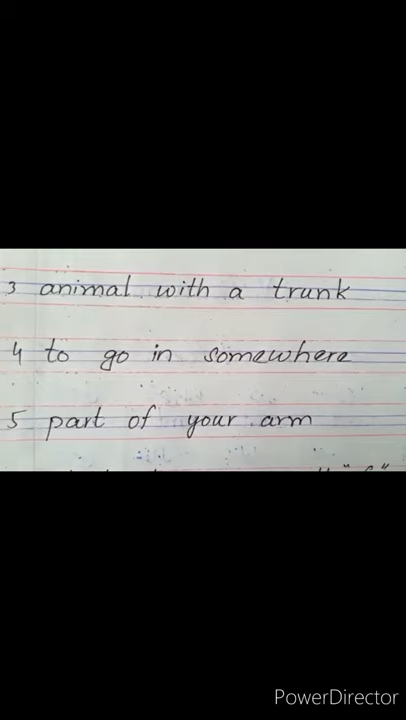 3 animal with a trunk
4 to go in somewhere
5 part of your arm
PowerDirector